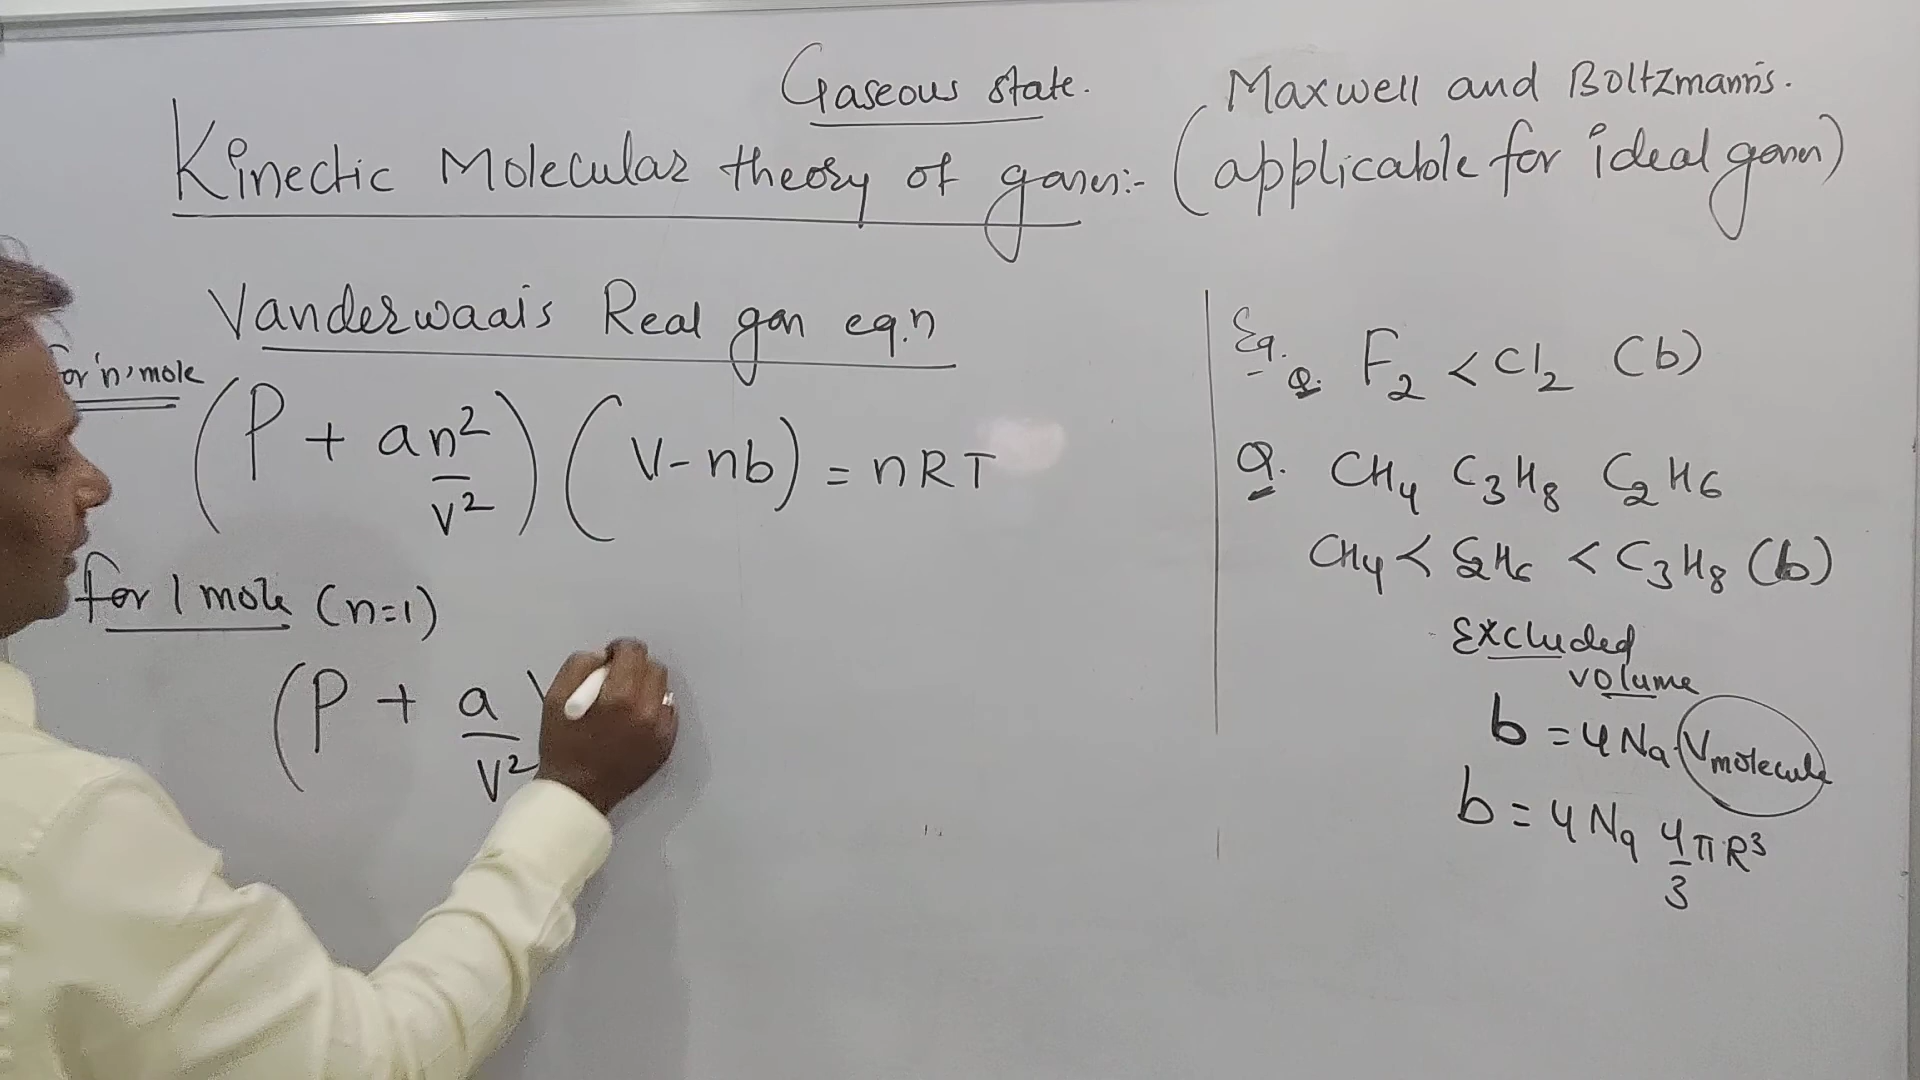 Gaseous state.
Maxwell and Boltzmann's.
Kinectic Molecular theory of gases:- (applicable for ideal gases)
Vanderwaals Real gas eq.n
for 'n' mole
(P + an²/V²) (V-nb) = nRT
for 1 mole (n=1)
(P + a/V²)
Eg.
Q. F₂ < Cl₂ (b)
Q. CH₄ C₃H₈ C₂H₆
CH₄ < C₂H₆ < C₃H₈ (b)
Excluded
volume
b = 4 Na. Vmolecule
b = 4 Na 4/3 πR³